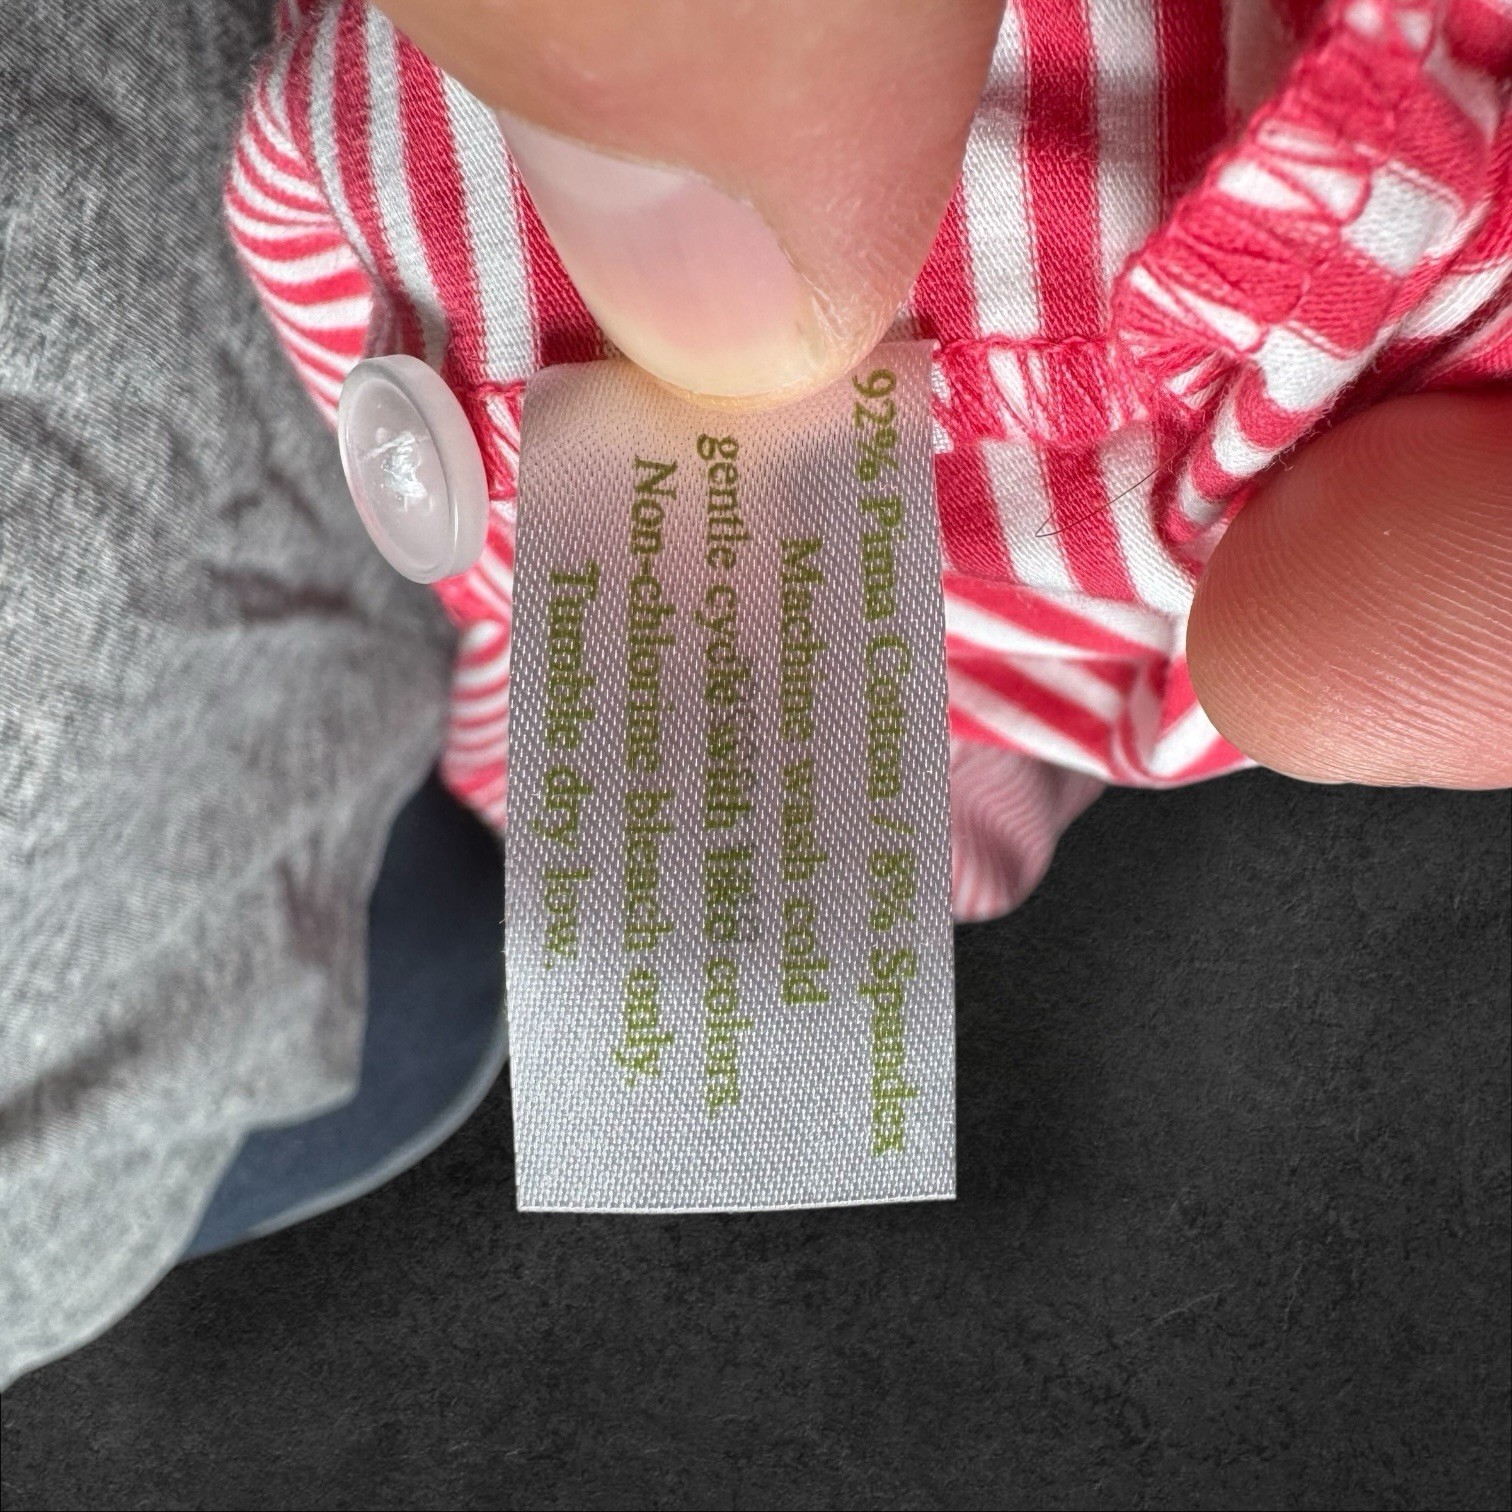 92% Pima Cotton / 8% Spandex
Machine wash cold
gentle cycle with like colors.
Non-chlorine bleach only.
Tumble dry low.